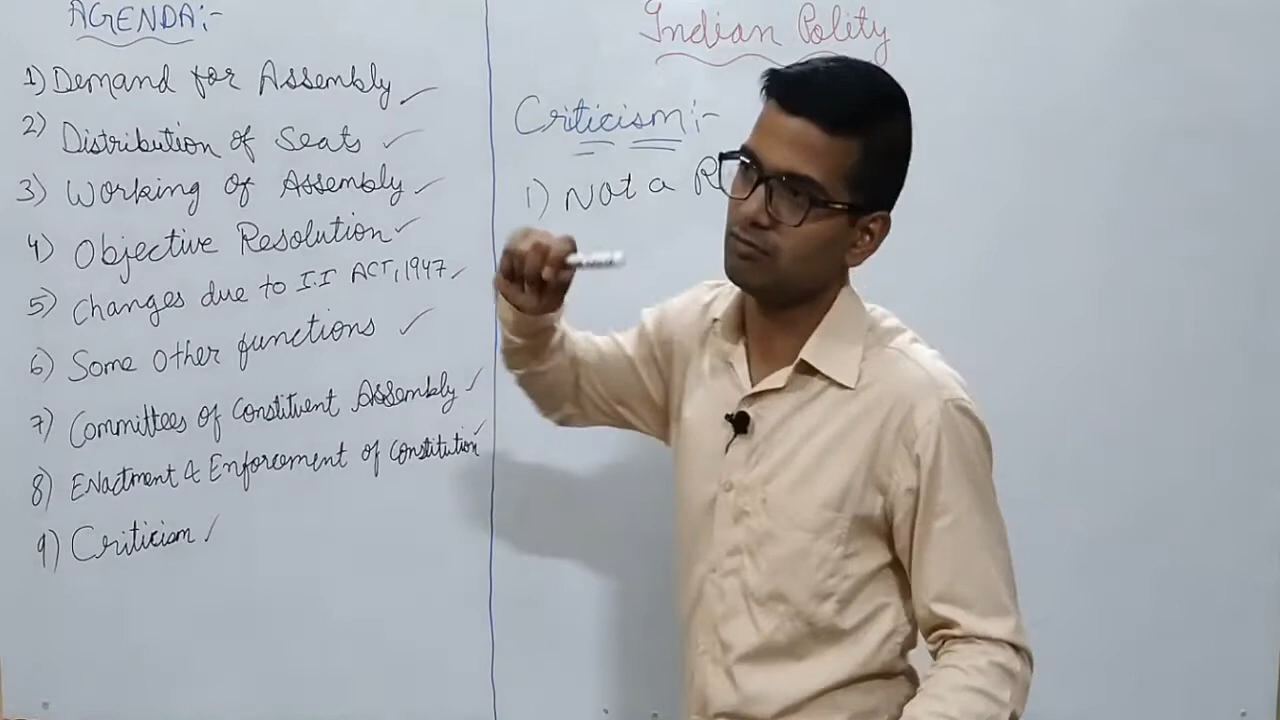 AGENDA:-
1) Demand for Assembly
2) Distribution of Seats
3) Working of Assembly
4) Objective Resolution
5) Changes due to I.I ACT, 1947
6) Some Other functions
7) Committees of Constituent Assembly
8) Enactment & Enforcement of Constitution
9) Criticism
Indian Polity
Criticism:-
1) Not a